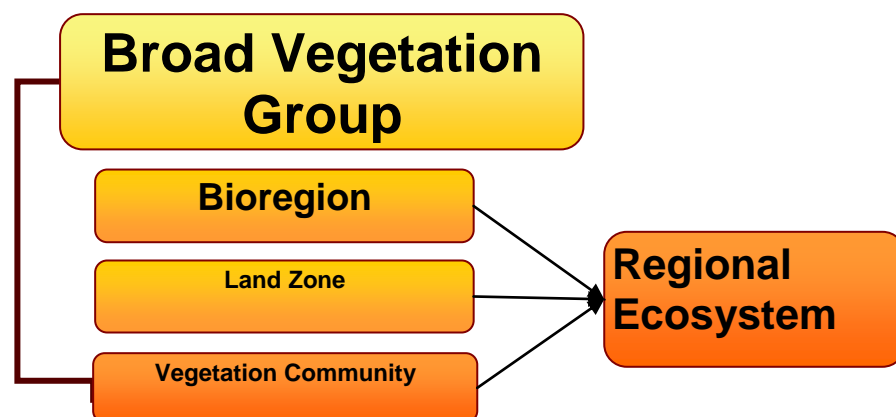 Broad Vegetation
Group
Bioregion
Land Zone
Vegetation Community
Regional
Ecosystem